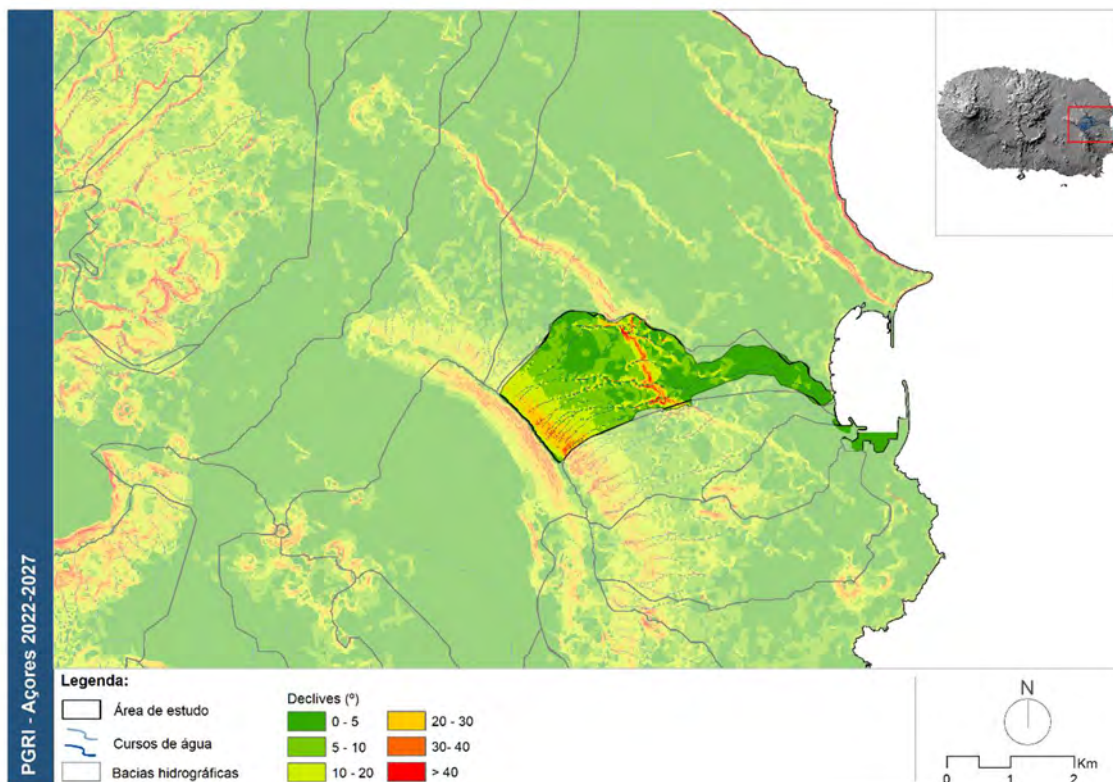 PGRI - Açores 2022-2027
Legenda:
Área de estudo
Cursos de água
Bacias hidrográficas
Declives (º)
0 - 5
5 - 10
10 - 20
20 - 30
30- 40
> 40
N
Km
0 1 2